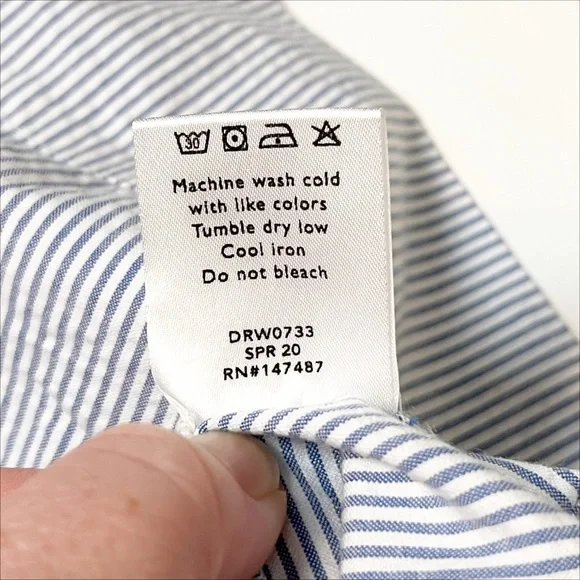 30
Machine wash cold
with like colors
Tumble dry low
Cool iron
Do not bleach
DRW0733
SPR 20
RN#147487